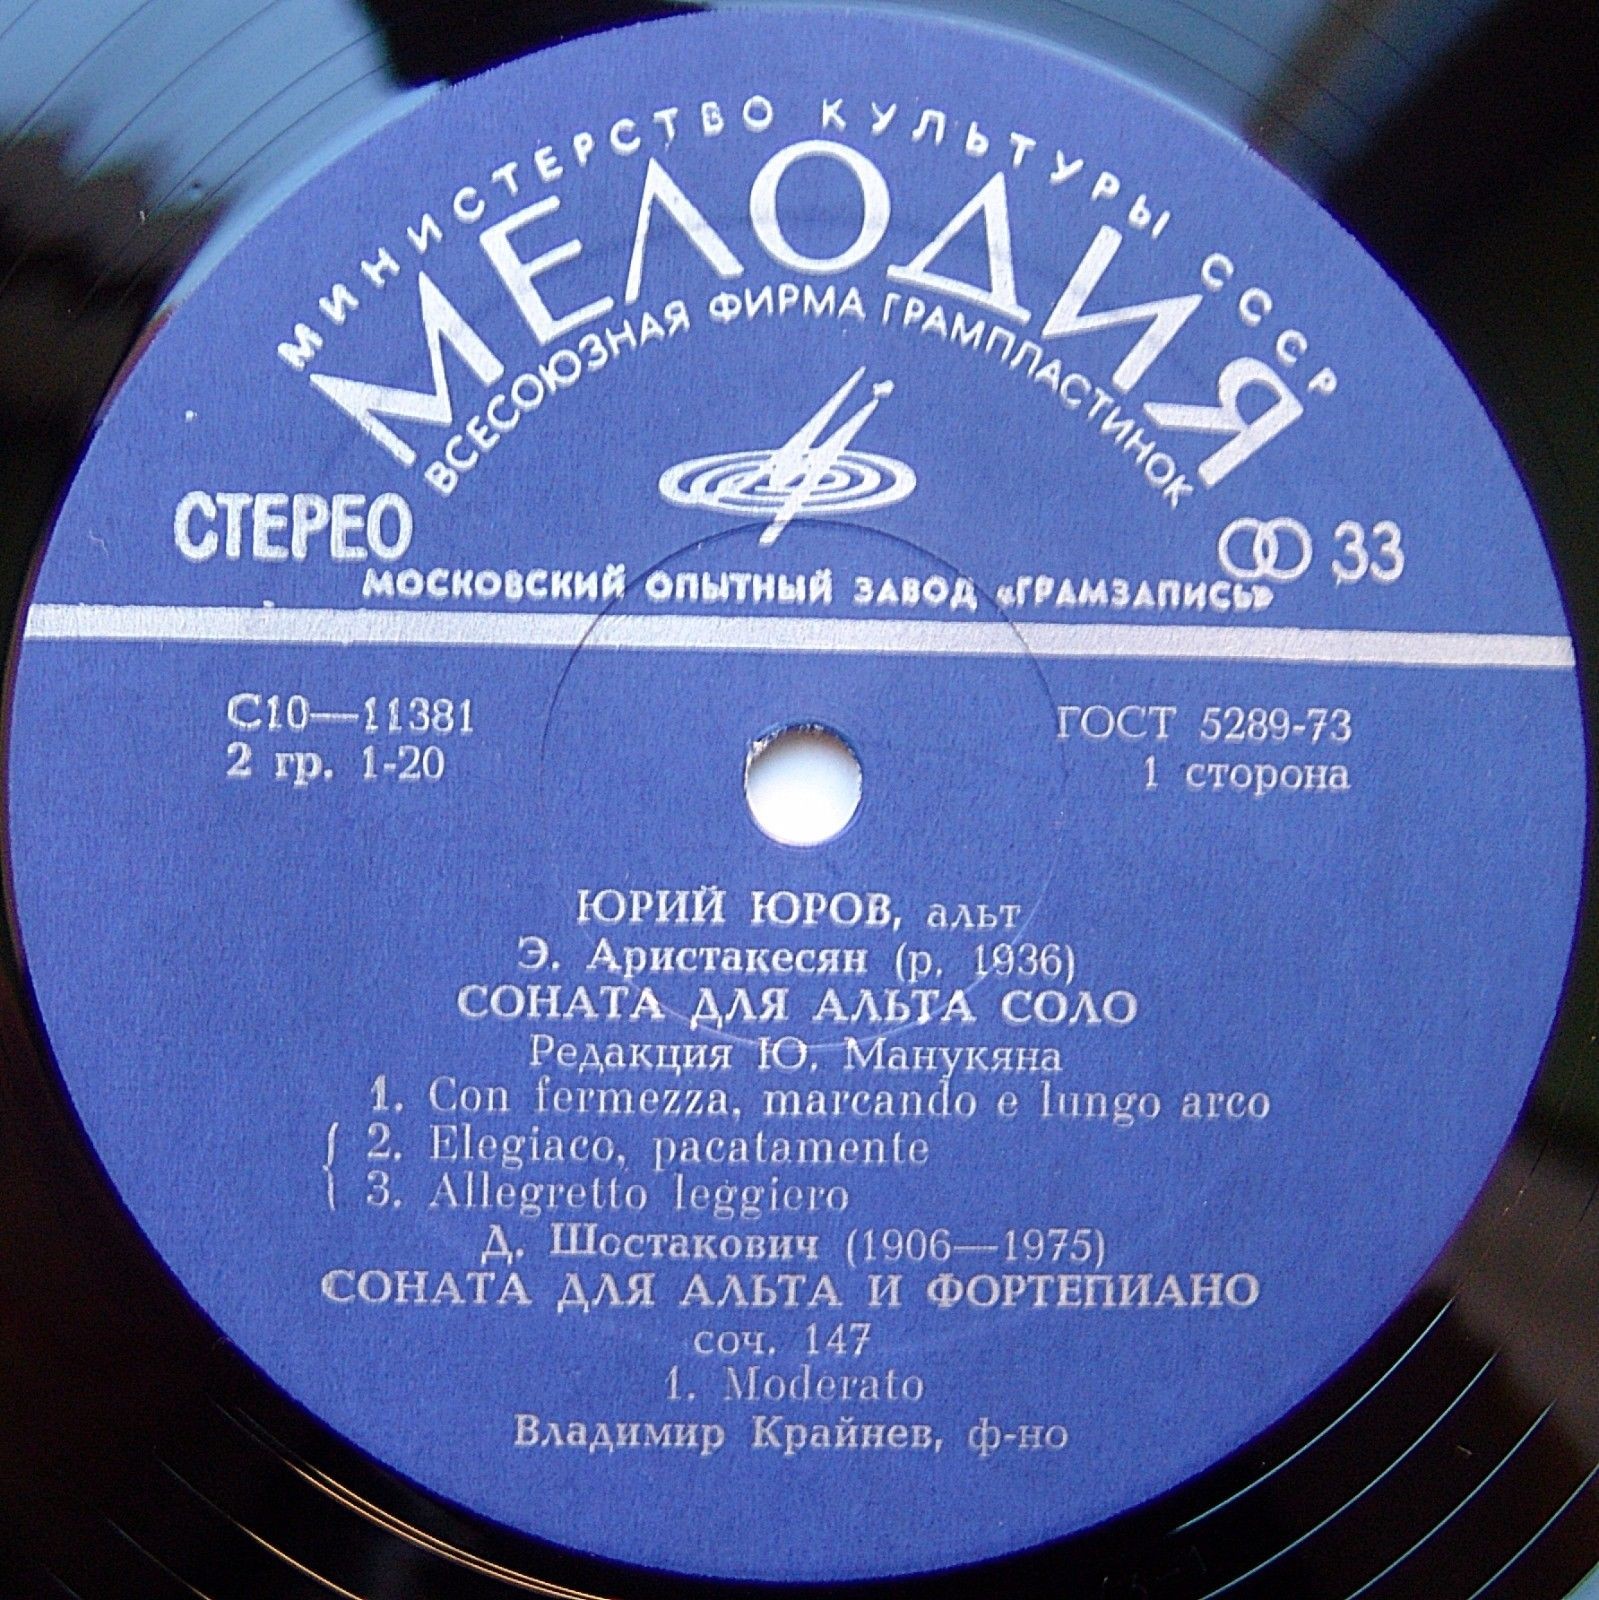 МИНИСТЕРСТВО КУЛЬТУРЫ СССР
МЕЛОДИЯ
ВСЕСОЮЗНАЯ ФИРМА ГРАМПЛАСТИНОК
СТЕРЕО
33
МОСКОВСКИЙ ОПЫТНЫЙ ЗАВОД «ГРАМЗАПИСЬ»
С10—11381
ГОСТ 5289-73
2 гр. 1-20
1 сторона
ЮРИЙ ЮРОВ, альт
Э. Аристакесян (р. 1936)
СОНАТА ДЛЯ АЛЬТА СОЛО
Редакция Ю. Манукяна
1. Con fermezza, marcando e lungo arco
2. Elegiaco, pacatamente
3. Allegretto leggiero
Д. Шостакович (1906—1975)
СОНАТА ДЛЯ АЛЬТА И ФОРТЕПИАНО
соч. 147
1. Moderato
Владимир Крайнев, ф-но